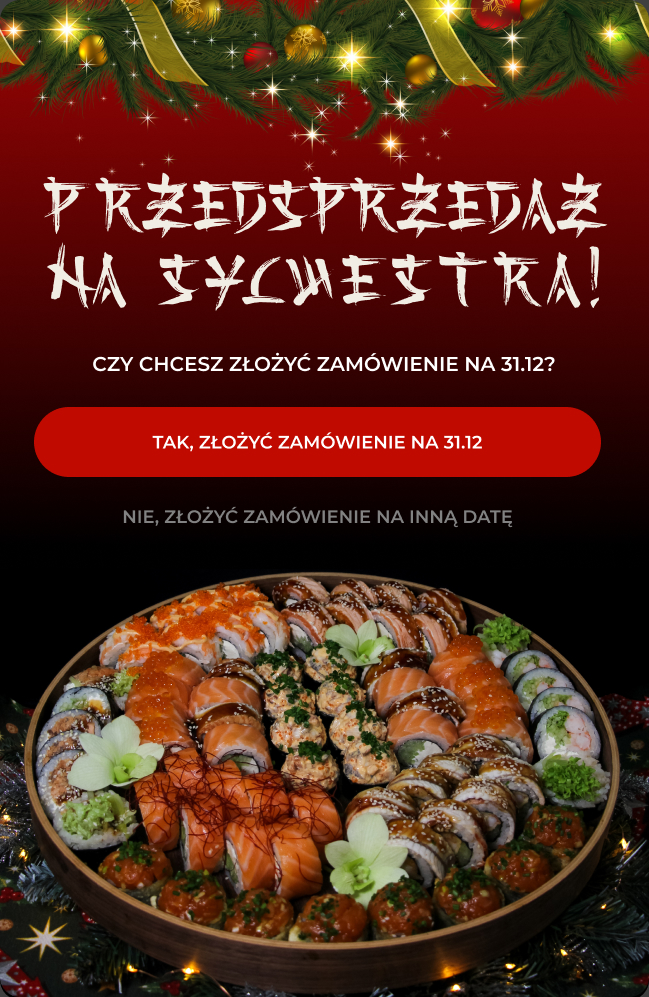 PRZEDSPRZEDAŻ
NA SYLWESTRA!
CZY CHCESZ ZŁOŻYĆ ZAMÓWIENIE NA 31.12?
TAK, ZŁOŻYĆ ZAMÓWIENIE NA 31.12
NIE, ZŁOŻYĆ ZAMÓWIENIE NA INNĄ DATĘ